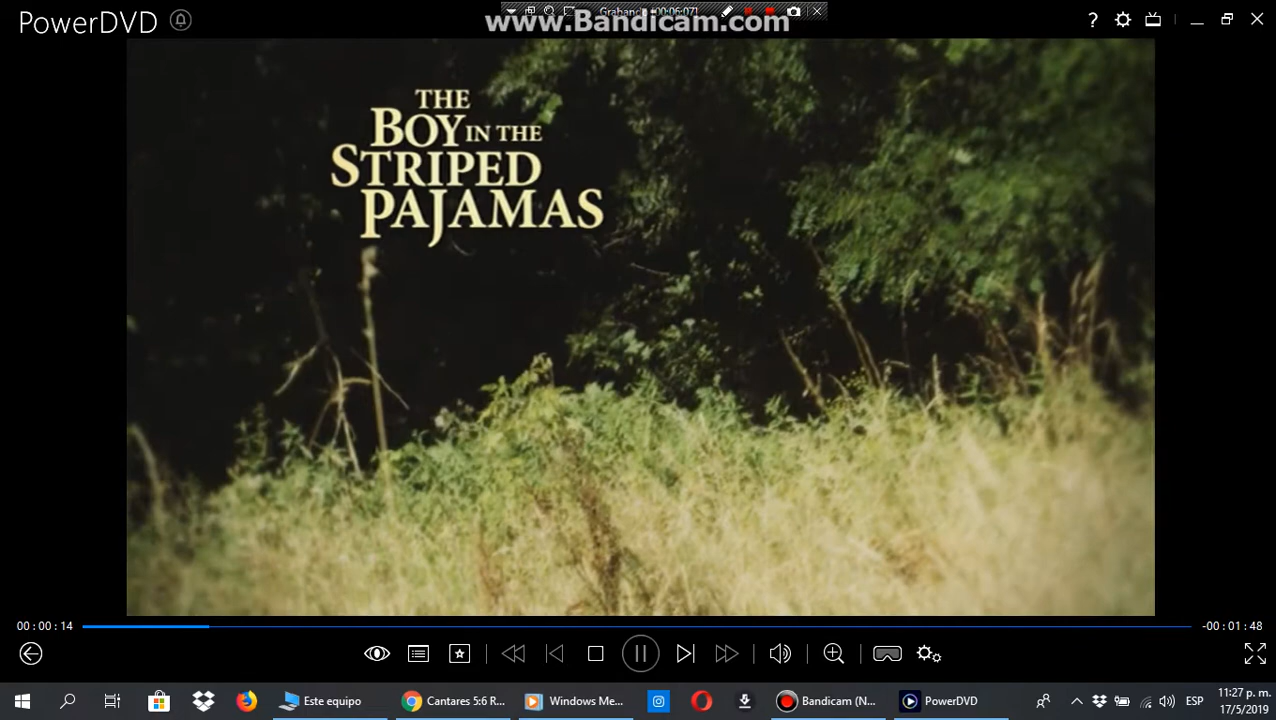 PowerDVD
www.Bandicam.com
THE
BOY IN THE
STRIPED
PAJAMAS
00:00:14
-00:01:48
Este equipo
Cantares 5:6 R...
Windows Me...
Bandicam (N...
PowerDVD
ESP
11:27 p. m.
17/5/2019